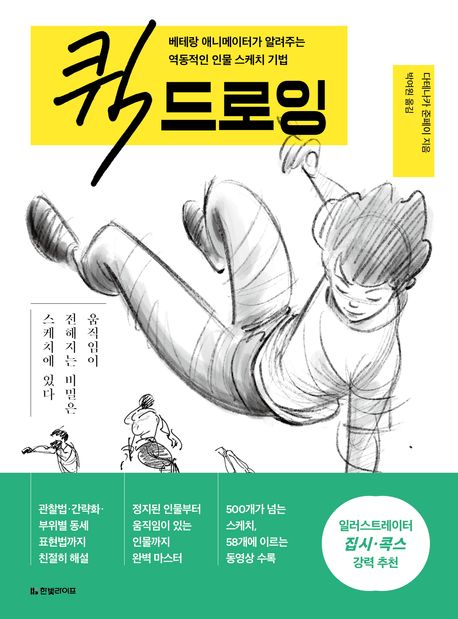 베테랑 애니메이터가 알려주는
역동적인 인물 스케치 기법
퀵
드로잉
다테나카 준페이 지음
박여원 옮김
움직임이
전해지는 비밀은
스케치에 있다
관찰법·간략화·
부위별 동세
표현법까지
친절히 해설
정지된 인물부터
움직임이 있는
인물까지
완벽 마스터
500개가 넘는
스케치,
58개에 이르는
동영상 수록
일러스트레이터
집시·콕스
강력 추천
한빛라이프